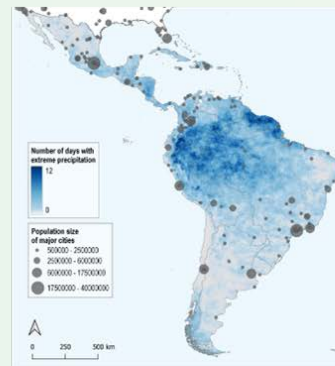 Number of days with
extreme precipitation
12
0
Population size
of major cities
500000 - 2500000
2500000 - 6000000
6000000 - 17500000
17500000 - 40000000
0 250 500 km